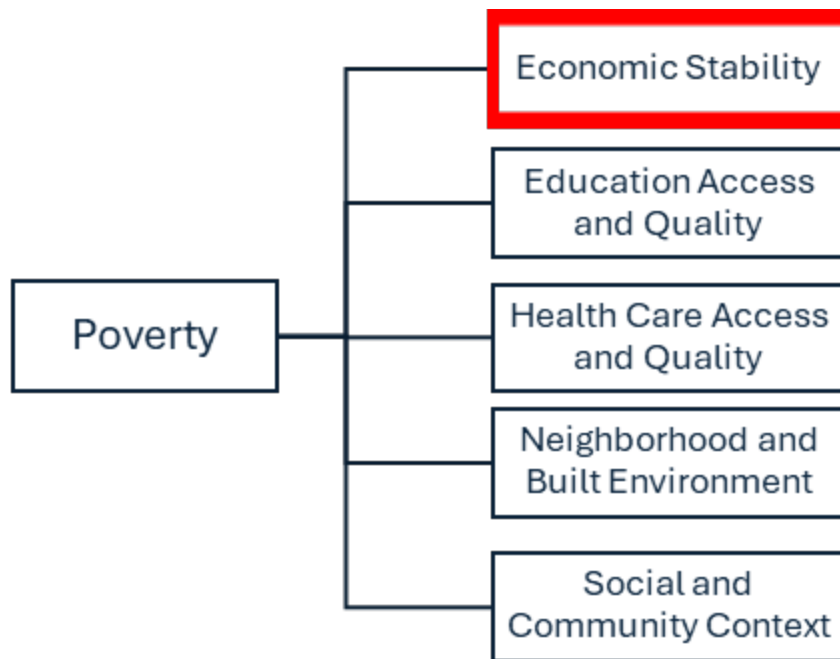 Economic Stability
Education Access
and Quality
Poverty
Health Care Access
and Quality
Neighborhood and
Built Environment
Social and
Community Context